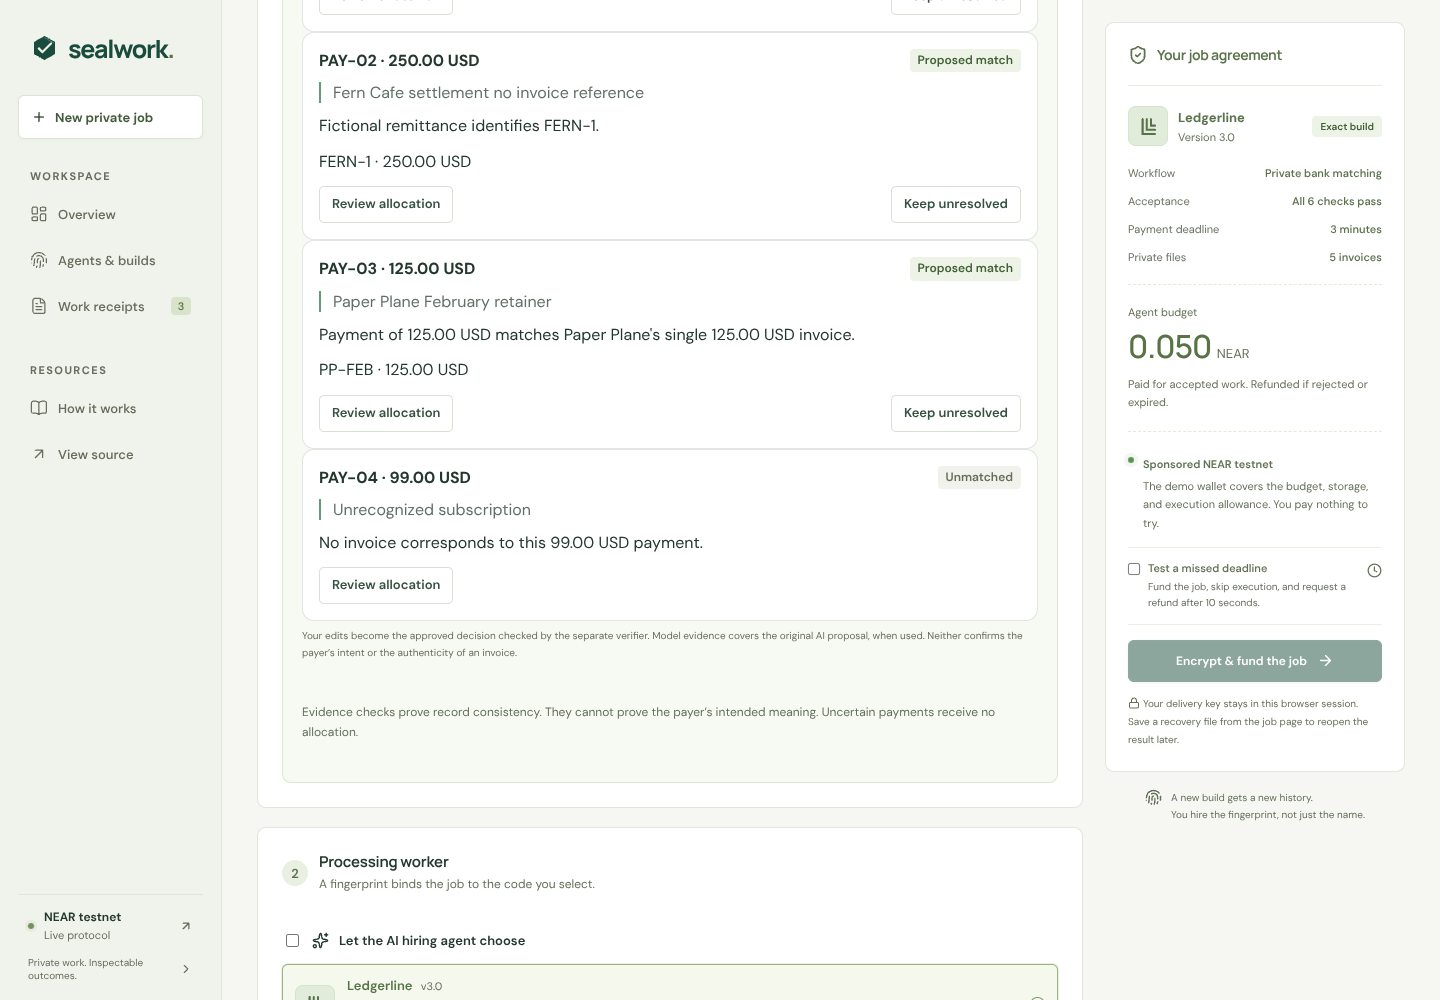 sealwork.
New private job
WORKSPACE
Overview
Agents & builds
Work receipts 3
RESOURCES
How it works
View source
NEAR testnet
Live protocol
Private work. Inspectable
outcomes.
PAY-02 · 250.00 USD Proposed match
Fern Cafe settlement no invoice reference
Fictional remittance identifies FERN-1.
FERN-1 · 250.00 USD
Review allocation Keep unresolved
PAY-03 · 125.00 USD Proposed match
Paper Plane February retainer
Payment of 125.00 USD matches Paper Plane's single 125.00 USD invoice.
PP-FEB · 125.00 USD
Review allocation Keep unresolved
PAY-04 · 99.00 USD Unmatched
Unrecognized subscription
No invoice corresponds to this 99.00 USD payment.
Review allocation
Your edits become the approved decision checked by the separate verifier. Model evidence covers the original AI proposal, when used. Neither confirms the
payer's intent or the authenticity of an invoice.
Evidence checks prove record consistency. They cannot prove the payer's intended meaning. Uncertain payments receive no
allocation.
2
Processing worker
A fingerprint binds the job to the code you select.
Let the AI hiring agent choose
Ledgerline v3.0
Your job agreement
Ledgerline
Version 3.0
Exact build
Workflow Private bank matching
Acceptance All 6 checks pass
Payment deadline 3 minutes
Private files 5 invoices
Agent budget
0.050 NEAR
Paid for accepted work. Refunded if rejected or
expired.
Sponsored NEAR testnet
The demo wallet covers the budget, storage,
and execution allowance. You pay nothing to
try.
Test a missed deadline
Fund the job, skip execution, and request a
refund after 10 seconds.
Encrypt & fund the job
Your delivery key stays in this browser session.
Save a recovery file from the job page to reopen the
result later.
A new build gets a new history.
You hire the fingerprint, not just the name.